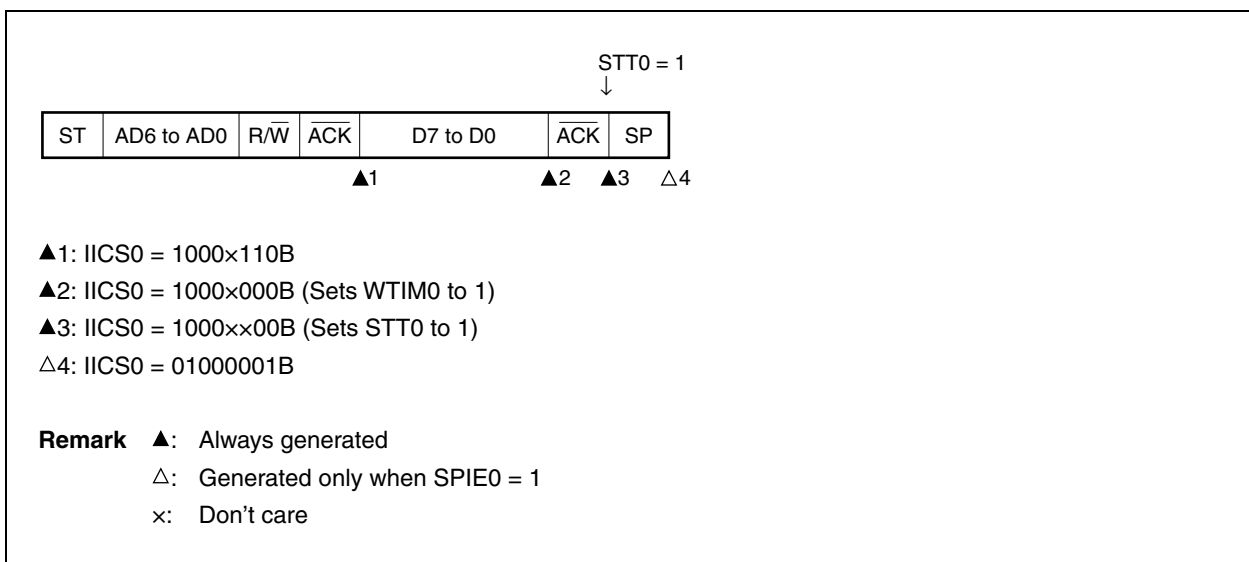 STT0 = 1
↓
ST AD6 to AD0 R/W̅ A̅C̅K̅ D7 to D0 A̅C̅K̅ SP
▲1 ▲2 ▲3 △4
▲1: IICS0 = 1000×110B
▲2: IICS0 = 1000×000B (Sets WTIM0 to 1)
▲3: IICS0 = 1000××00B (Sets STT0 to 1)
△4: IICS0 = 01000001B
Remark ▲: Always generated
△: Generated only when SPIE0 = 1
×: Don't care